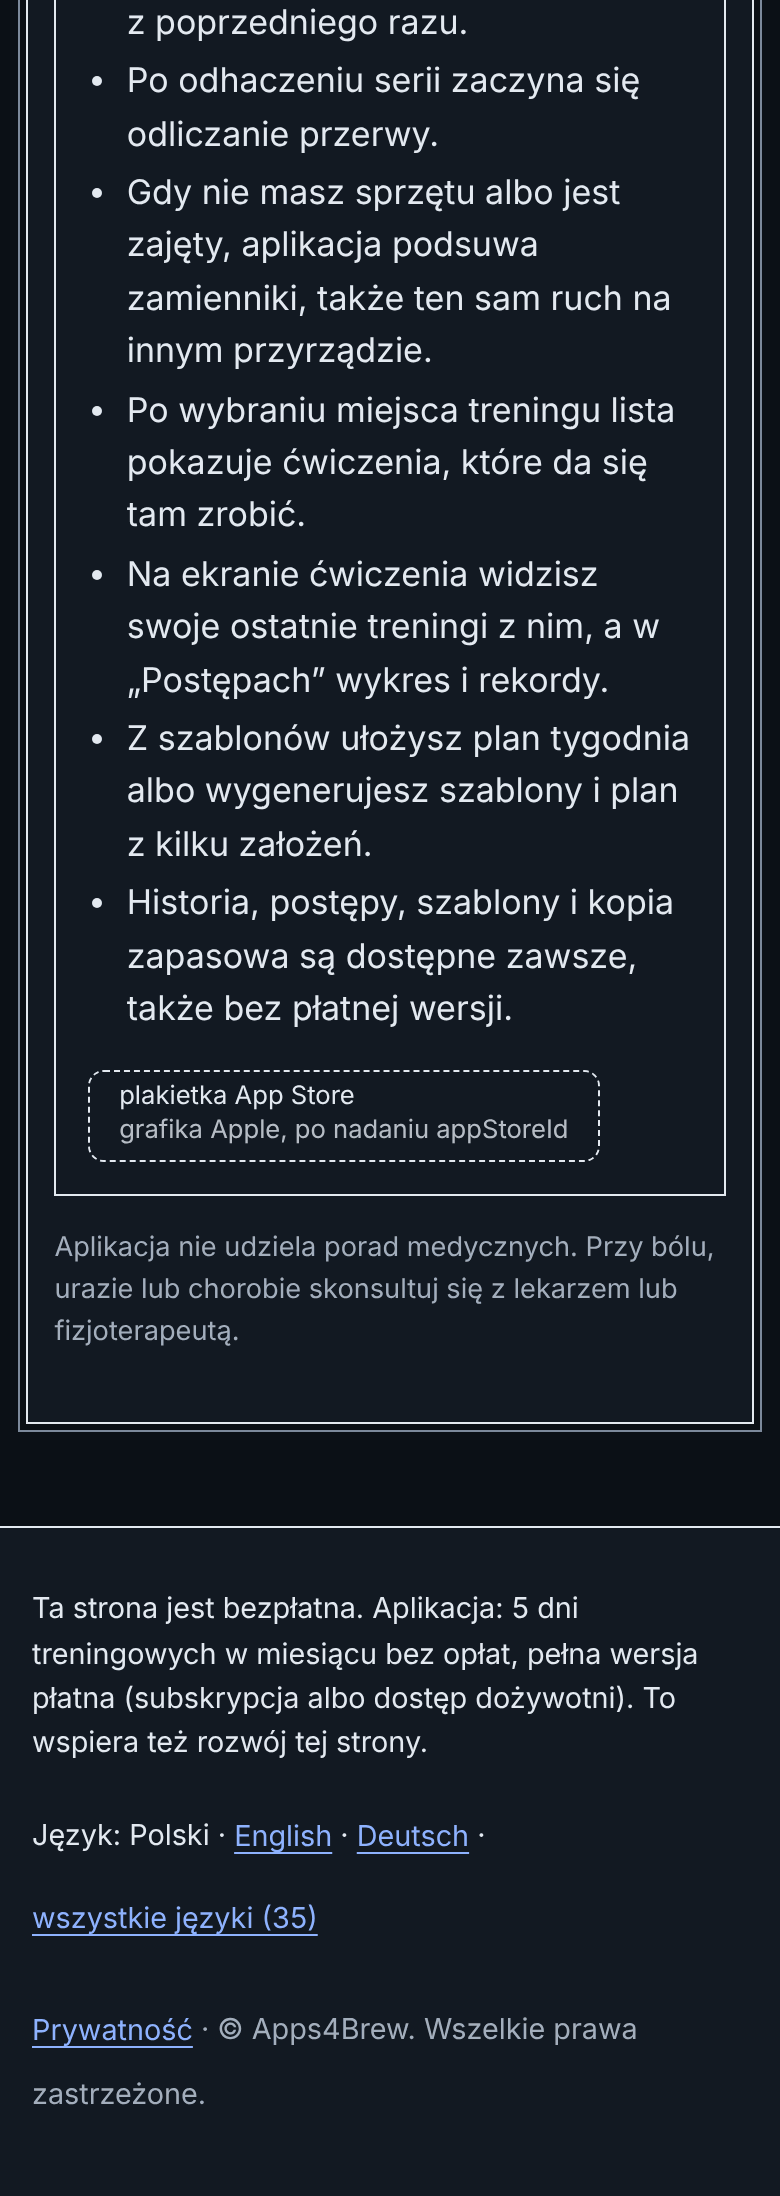 z poprzedniego razu.
• Po odhaczeniu serii zaczyna się
odliczanie przerwy.
• Gdy nie masz sprzętu albo jest
zajęty, aplikacja podsuwa
zamienniki, także ten sam ruch na
innym przyrządzie.
• Po wybraniu miejsca treningu lista
pokazuje ćwiczenia, które da się
tam zrobić.
• Na ekranie ćwiczenia widzisz
swoje ostatnie treningi z nim, a w
„Postępach” wykres i rekordy.
• Z szablonów ułożysz plan tygodnia
albo wygenerujesz szablony i plan
z kilku założeń.
• Historia, postępy, szablony i kopia
zapasowa są dostępne zawsze,
także bez płatnej wersji.
plakietka App Store
grafika Apple, po nadaniu appStoreId
Aplikacja nie udziela porad medycznych. Przy bólu,
urazie lub chorobie skonsultuj się z lekarzem lub
fizjoterapeutą.
Ta strona jest bezpłatna. Aplikacja: 5 dni
treningowych w miesiącu bez opłat, pełna wersja
płatna (subskrypcja albo dostęp dożywotni). To
wspiera też rozwój tej strony.
Język: Polski · English · Deutsch ·
wszystkie języki (35)
Prywatność · © Apps4Brew. Wszelkie prawa
zastrzeżone.